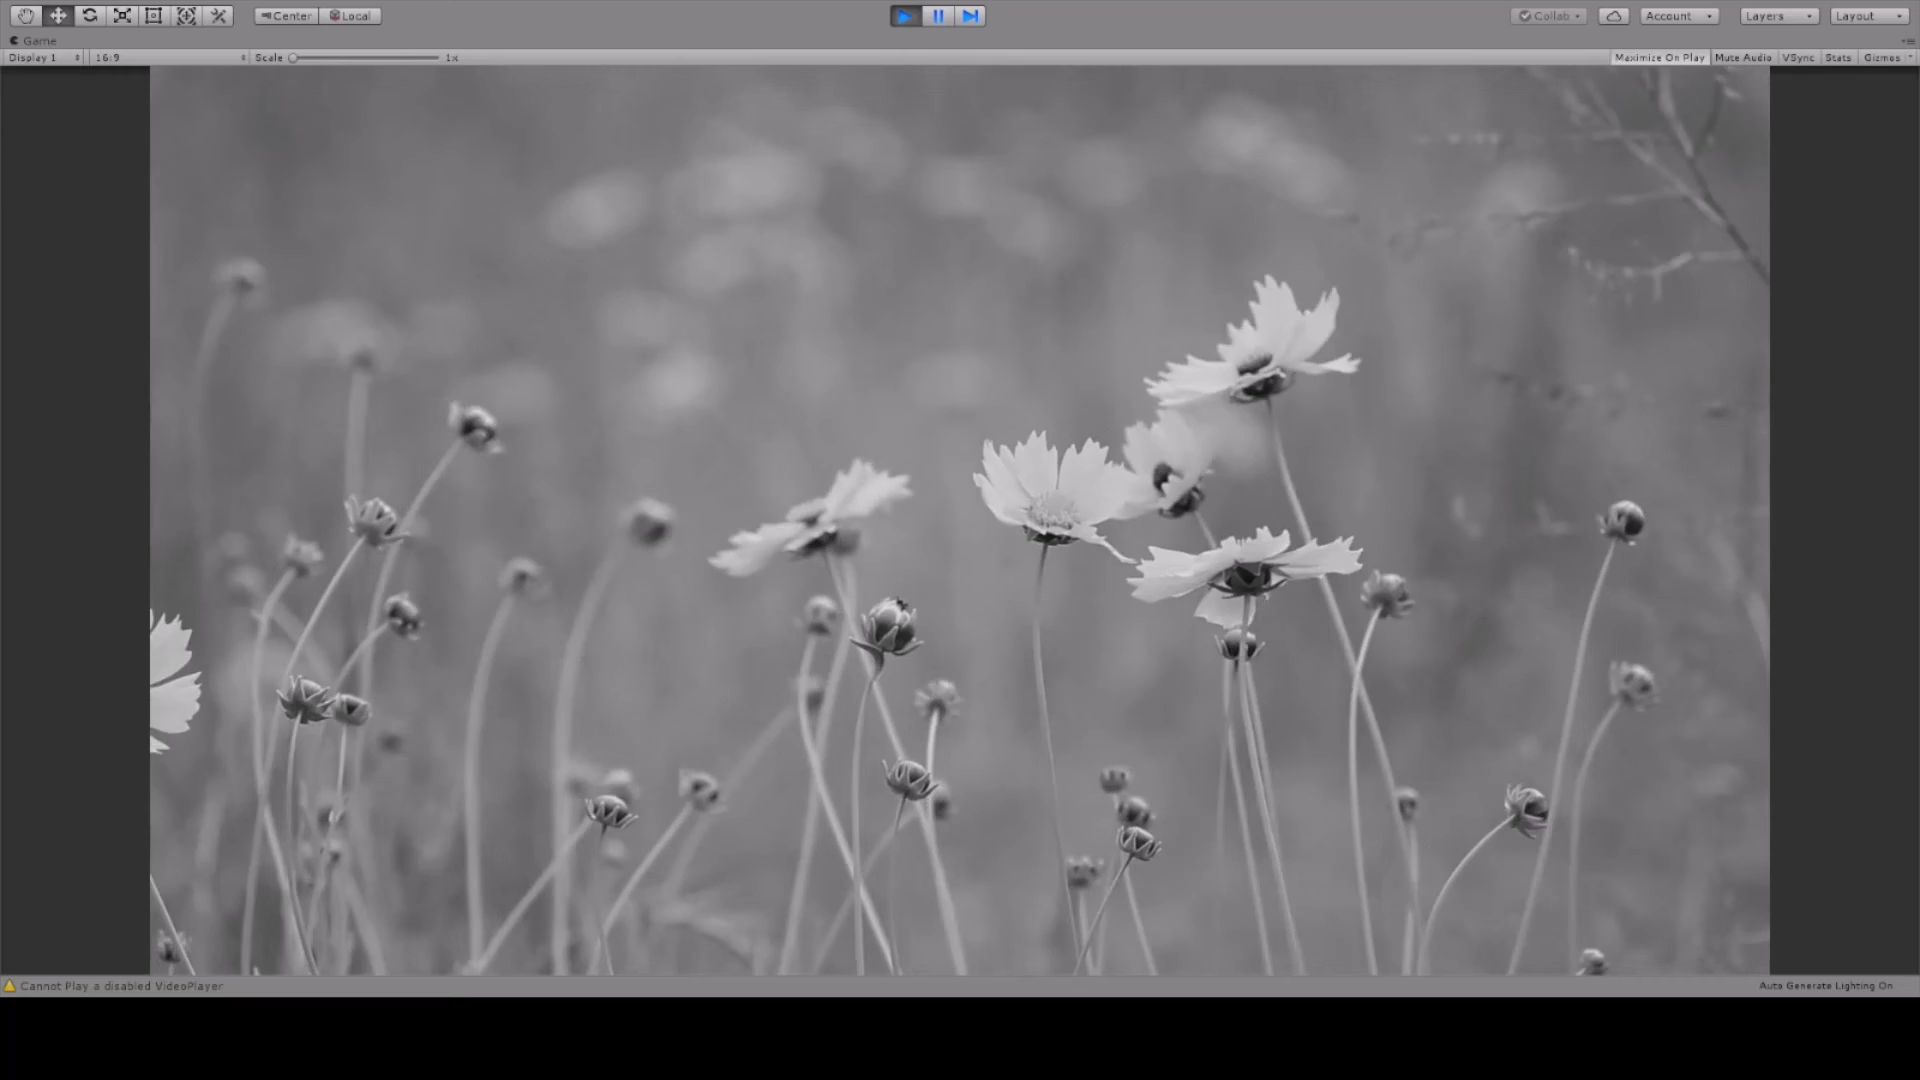 Center Local Collab Account Layers Layout
Game
Display 1 16:9 Scale 1x Maximize On Play Mute Audio VSync Stats Gizmos
Cannot Play a disabled VideoPlayer Auto Generate Lighting On